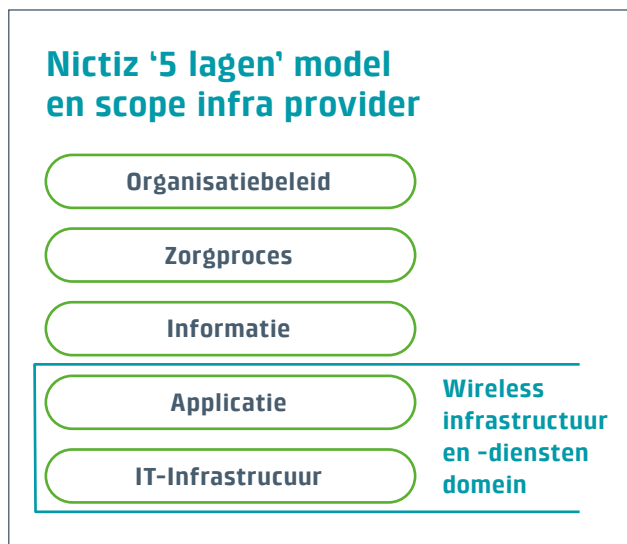 Nictiz ‘5 lagen’ model
en scope infra provider
Organisatiebeleid
Zorgproces
Informatie
Applicatie
IT-Infrastrucuur
Wireless
infrastructuur
en -diensten
domein